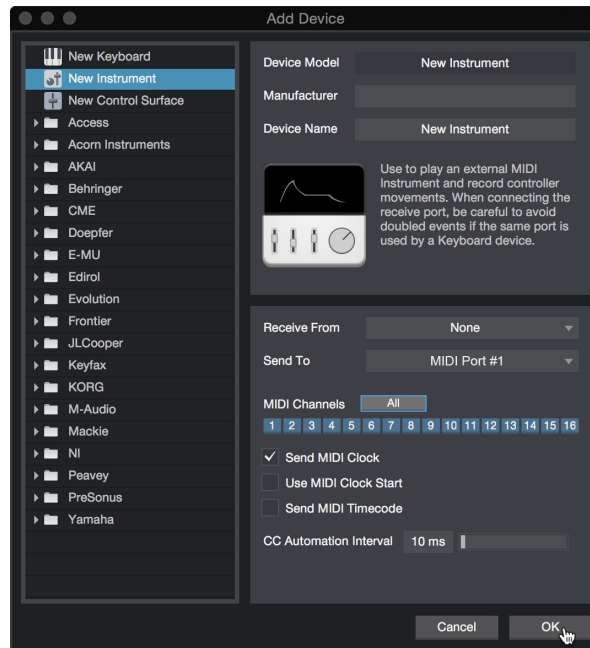 Add Device
New Keyboard
New Instrument
New Control Surface
Access
Acorn Instruments
AKAI
Behringer
CME
Doepfer
E-MU
Edirol
Evolution
Frontier
JLCooper
Keyfax
KORG
M-Audio
Mackie
NI
Peavey
PreSonus
Yamaha
Device Model New Instrument
Manufacturer
Device Name New Instrument
Use to play an external MIDI
Instrument and record controller
movements. When connecting the
receive port, be careful to avoid
doubled events if the same port is
used by a Keyboard device.
Receive From None
Send To MIDI Port #1
MIDI Channels All
1 2 3 4 5 6 7 8 9 10 11 12 13 14 15 16
Send MIDI Clock
Use MIDI Clock Start
Send MIDI Timecode
CC Automation Interval 10 ms
Cancel OK